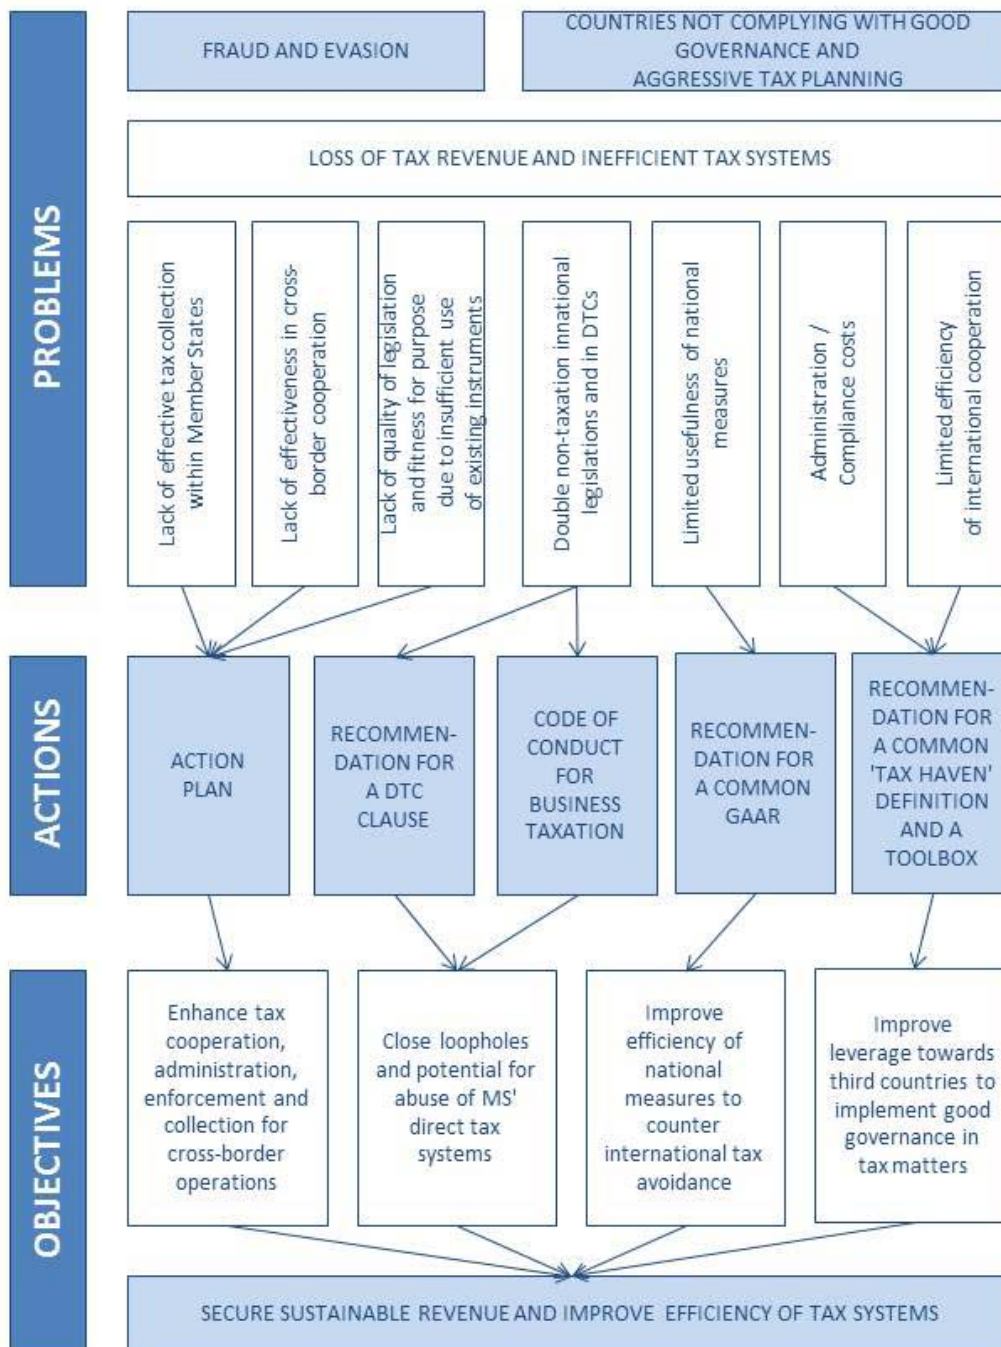 PROBLEMS
FRAUD AND EVASION
COUNTRIES NOT COMPLYING WITH GOOD
GOVERNANCE AND
AGGRESSIVE TAX PLANNING
LOSS OF TAX REVENUE AND INEFFICIENT TAX SYSTEMS
Lack of effective tax collection
within Member States
Lack of effectiveness in cross-
border cooperation
Lack of quality of legislation
and fitness for purpose
due to insufficient use
of existing instruments
Double non-taxation innational
legislations and in DTCs
Limited usefulness of national
measures
Administration /
Compliance costs
Limited efficiency
of international cooperation
ACTIONS
ACTION
PLAN
RECOMMEN-
DATION FOR
A DTC
CLAUSE
CODE OF
CONDUCT
FOR
BUSINESS
TAXATION
RECOMMEN-
DATION FOR
A COMMON
GAAR
RECOMMEN-
DATION FOR
A COMMON
'TAX HAVEN'
DEFINITION
AND A
TOOLBOX
OBJECTIVES
Enhance tax
cooperation,
administration,
enforcement and
collection for
cross-border
operations
Close loopholes
and potential for
abuse of MS'
direct tax
systems
Improve
efficiency of
national
measures to
counter
international tax
avoidance
Improve
leverage towards
third countries to
implement good
governance in
tax matters
SECURE SUSTAINABLE REVENUE AND IMPROVE EFFICIENCY OF TAX SYSTEMS